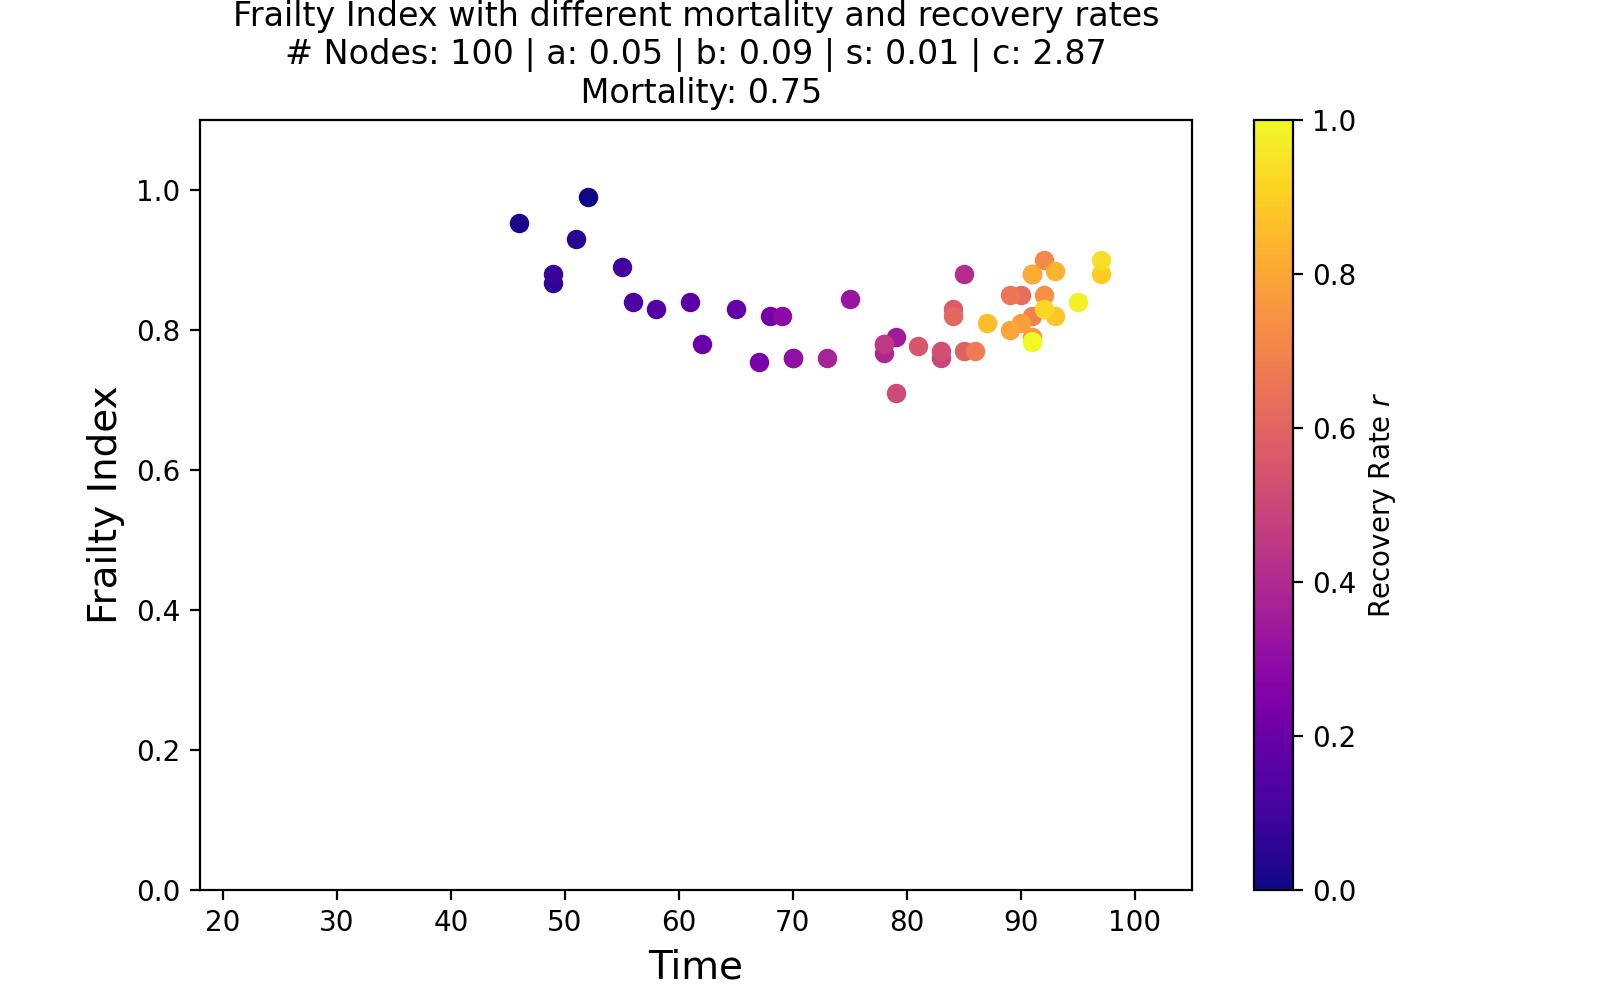 Frailty Index with different mortality and recovery rates
# Nodes: 100 | a: 0.05 | b: 0.09 | s: 0.01 | c: 2.87
Mortality: 0.75
1.0
0.8
0.6
0.4
0.2
0.0
Frailty Index
20 30 40 50 60 70 80 90 100
Time
1.0
0.8
0.6
0.4
0.2
0.0
Recovery Rate r